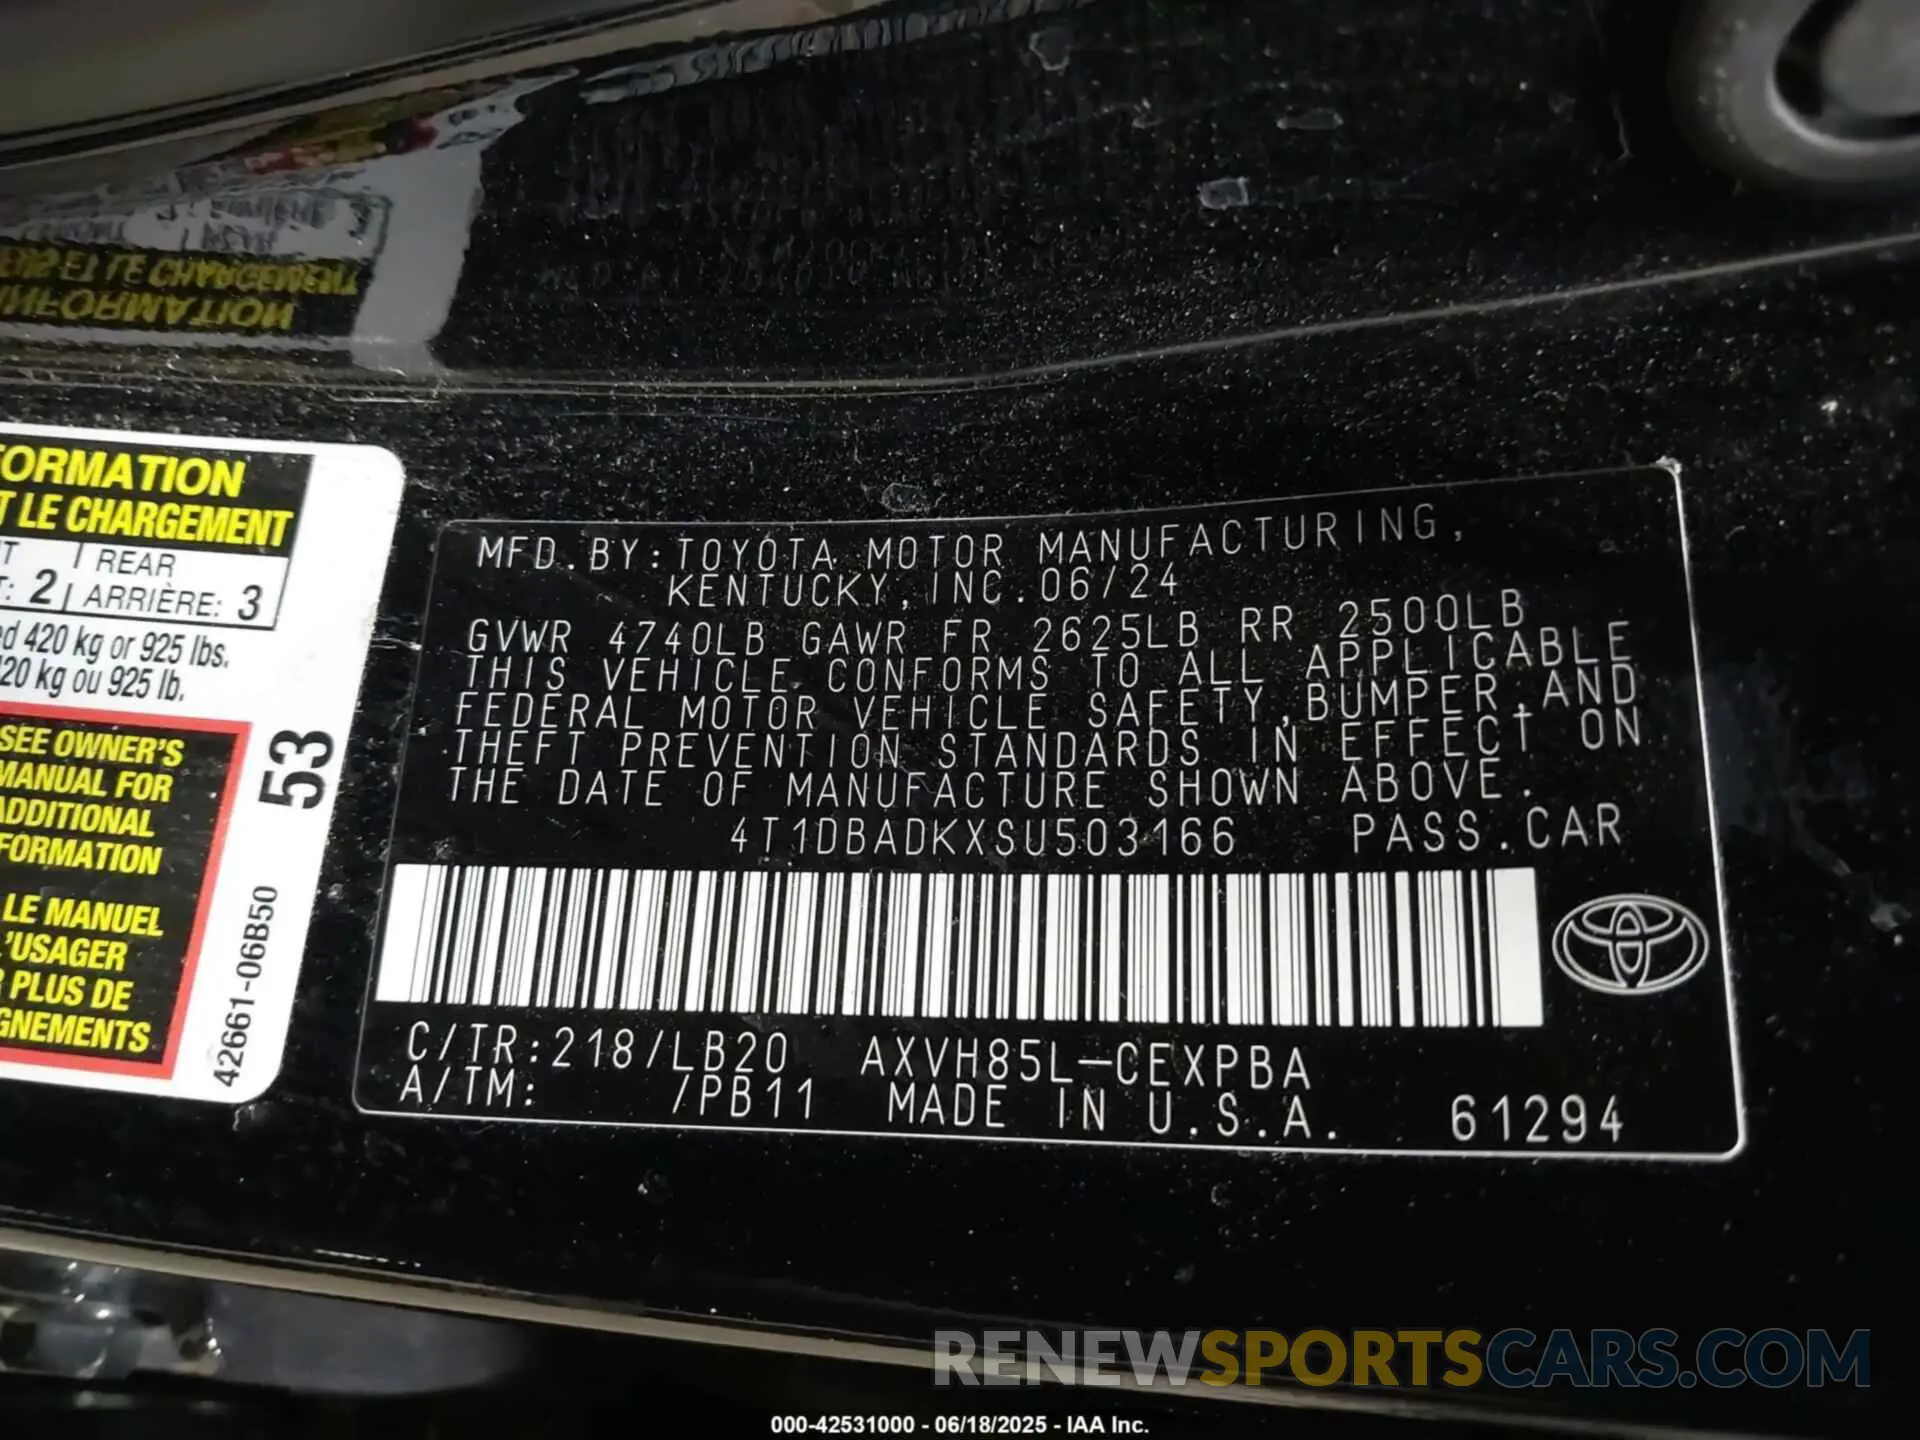 FORMATION
T LE CHARGEMENT
REAR
2 ARRIÈRE: 3
420 kg or 925 lbs.
20 kg ou 925 lb.
SEE OWNER'S
MANUAL FOR
ADDITIONAL
FORMATION
LE MANUEL
'USAGER
PLUS DE
GNEMENTS
53
42661-06B50
MFD.BY:TOYOTA MOTOR MANUFACTURING,
KENTUCKY, INC. 06/24
GVWR 4740LB GAWR FR 2625LB RR 2500LB
THIS VEHICLE CONFORMS TO ALL APPLICABLE
FEDERAL MOTOR VEHICLE SAFETY,BUMPER,AND
THEFT PREVENTION STANDARDS IN EFFECT ON
THE DATE OF MANUFACTURE SHOWN ABOVE.
4T1DBADKXSU503166 PASS.CAR
C/TR:218/LB20 AXVH85L-CEXPBA
A/TM: /PB11 MADE IN U.S.A. 61294
RENEWSPORTSCARS.COM
000-42531000 - 06/18/2025 - IAA Inc.